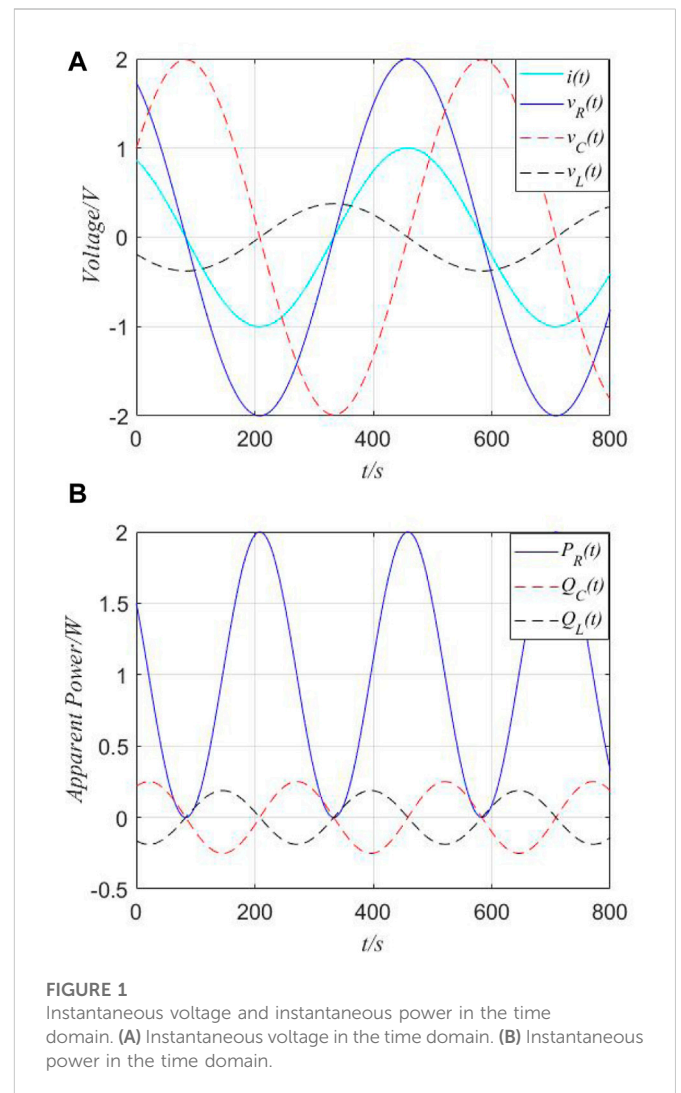 A
2
1
0
-1
-2
Voltage/V
i(t)
v_R(t)
v_C(t)
v_L(t)
0 200 400 600 800
t/s
B
2
1.5
1
0.5
0
-0.5
Apparent Power/W
P_R(t)
Q_C(t)
Q_L(t)
0 200 400 600 800
t/s
FIGURE 1
Instantaneous voltage and instantaneous power in the time
domain. (A) Instantaneous voltage in the time domain. (B) Instantaneous
power in the time domain.